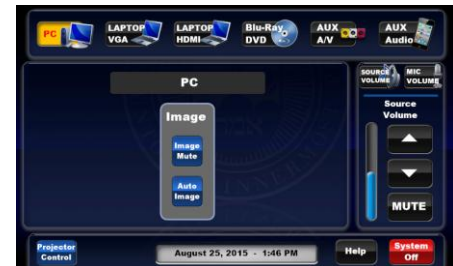 PC
LAPTOP
VGA
LAPTOP
HDMI
Blu-Ray
DVD
AUX
A/V
AUX
Audio
SOURCE
VOLUME
MIC
VOLUME
PC
Image
Image
Mute
Auto
Image
Source
Volume
MUTE
Projector
Control
August 25, 2015 - 1:46 PM
Help
System
Off